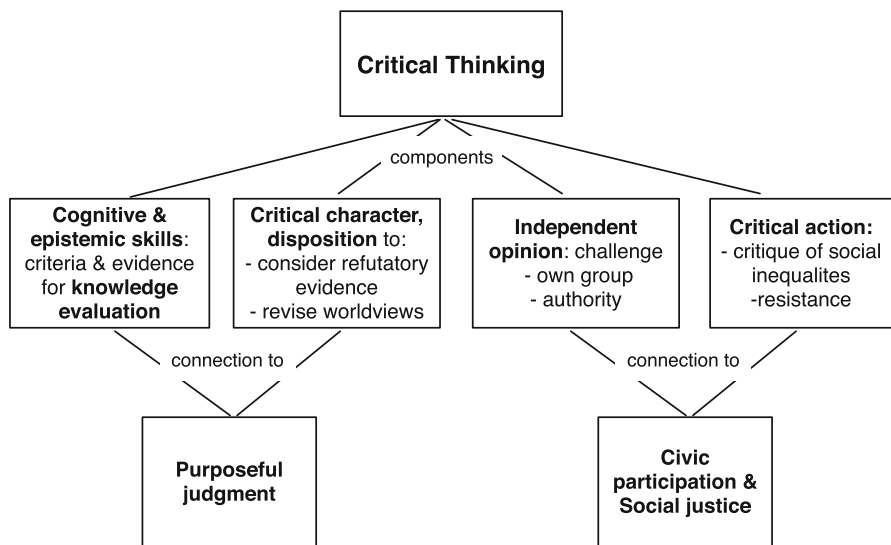 Critical Thinking
components
Cognitive &
epistemic skills:
criteria & evidence
for knowledge
evaluation
Critical character,
disposition to:
- consider refutatory
evidence
- revise worldviews
Independent
opinion: challenge
- own group
- authority
Critical action:
- critique of social
inequalites
-resistance
connection to
connection to
Purposeful
judgment
Civic
participation &
Social justice